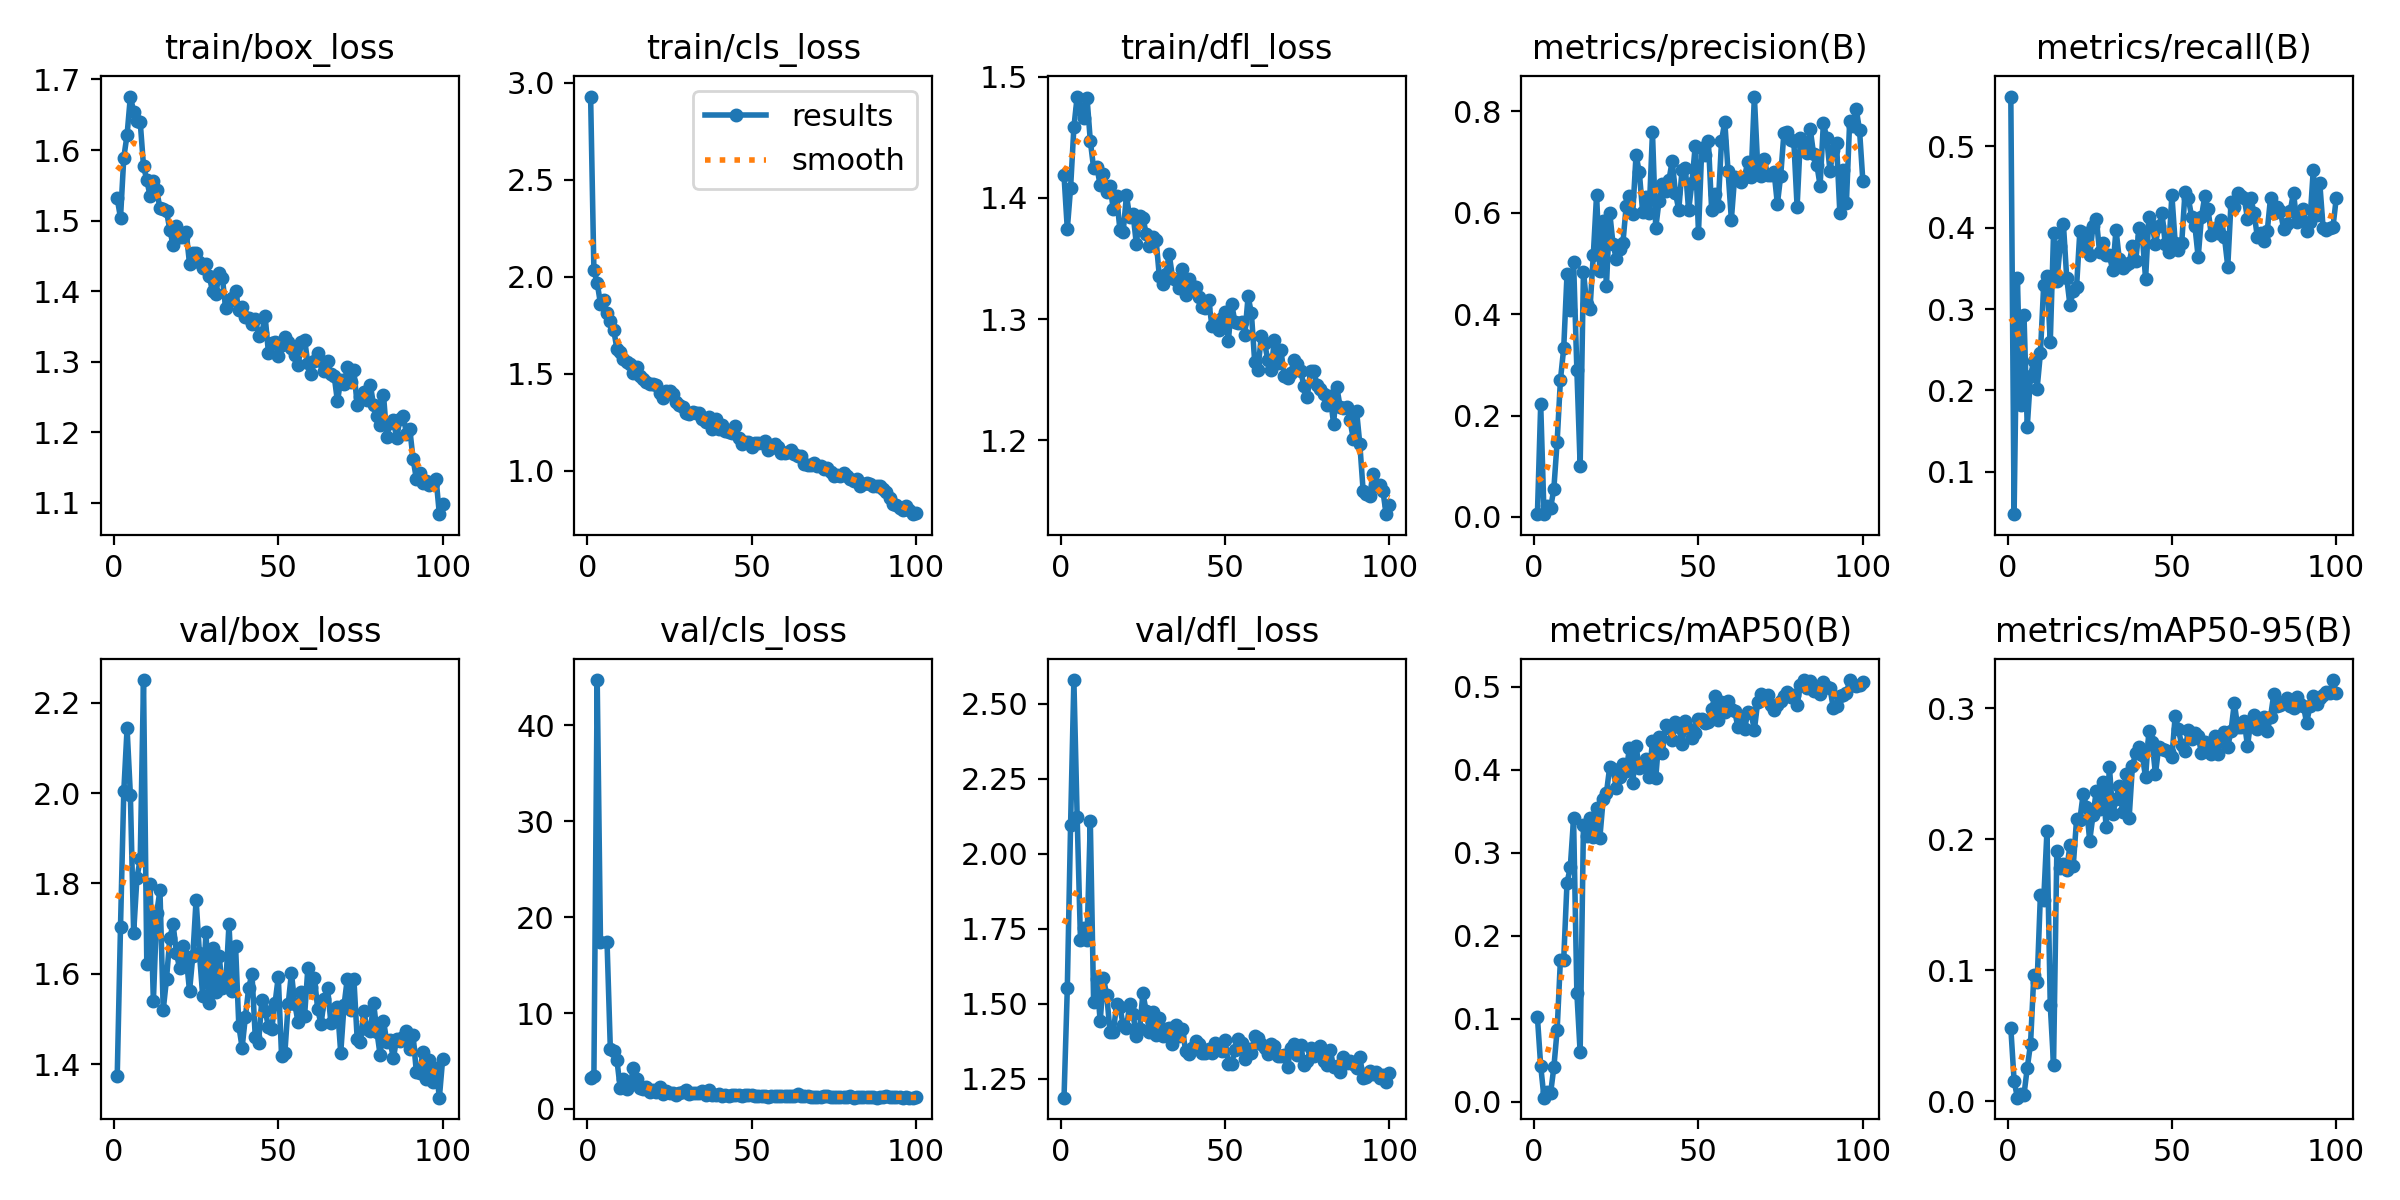 train/box_loss
1.7
1.6
1.5
1.4
1.3
1.2
1.1
0 50 100
train/cls_loss
results
smooth
3.0
2.5
2.0
1.5
1.0
0 50 100
train/dfl_loss
1.5
1.4
1.3
1.2
0 50 100
metrics/precision(B)
0.8
0.6
0.4
0.2
0.0
0 50 100
metrics/recall(B)
0.5
0.4
0.3
0.2
0.1
0 50 100
val/box_loss
2.2
2.0
1.8
1.6
1.4
0 50 100
val/cls_loss
40
30
20
10
0
0 50 100
val/dfl_loss
2.50
2.25
2.00
1.75
1.50
1.25
0 50 100
metrics/mAP50(B)
0.5
0.4
0.3
0.2
0.1
0.0
0 50 100
metrics/mAP50-95(B)
0.3
0.2
0.1
0.0
0 50 100